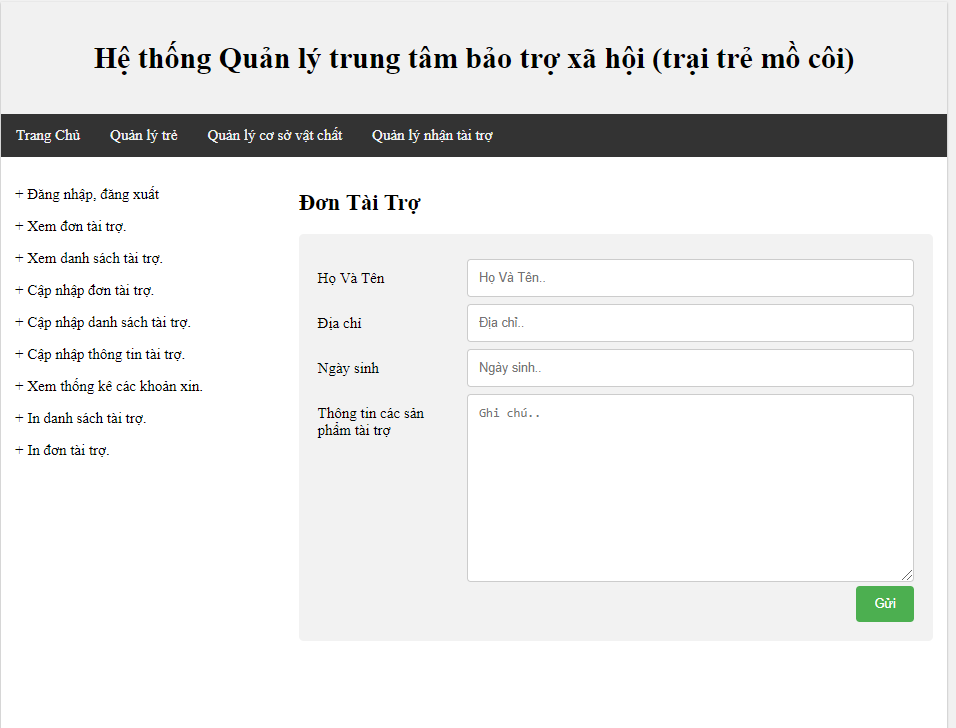 Hệ thống Quản lý trung tâm bảo trợ xã hội (trại trẻ mồ côi)
Trang Chủ Quản lý trẻ Quản lý cơ sở vật chất Quản lý nhận tài trợ
+ Đăng nhập, đăng xuất
+ Xem đơn tài trợ.
+ Xem danh sách tài trợ.
+ Cập nhập đơn tài trợ.
+ Cập nhập danh sách tài trợ.
+ Cập nhập thông tin tài trợ.
+ Xem thống kê các khoản xin.
+ In danh sách tài trợ.
+ In đơn tài trợ.
Đơn Tài Trợ
Họ Và Tên Họ Và Tên..
Địa chỉ Địa chỉ..
Ngày sinh Ngày sinh..
Thông tin các sản
phẩm tài trợ
Ghi chú..
Gửi